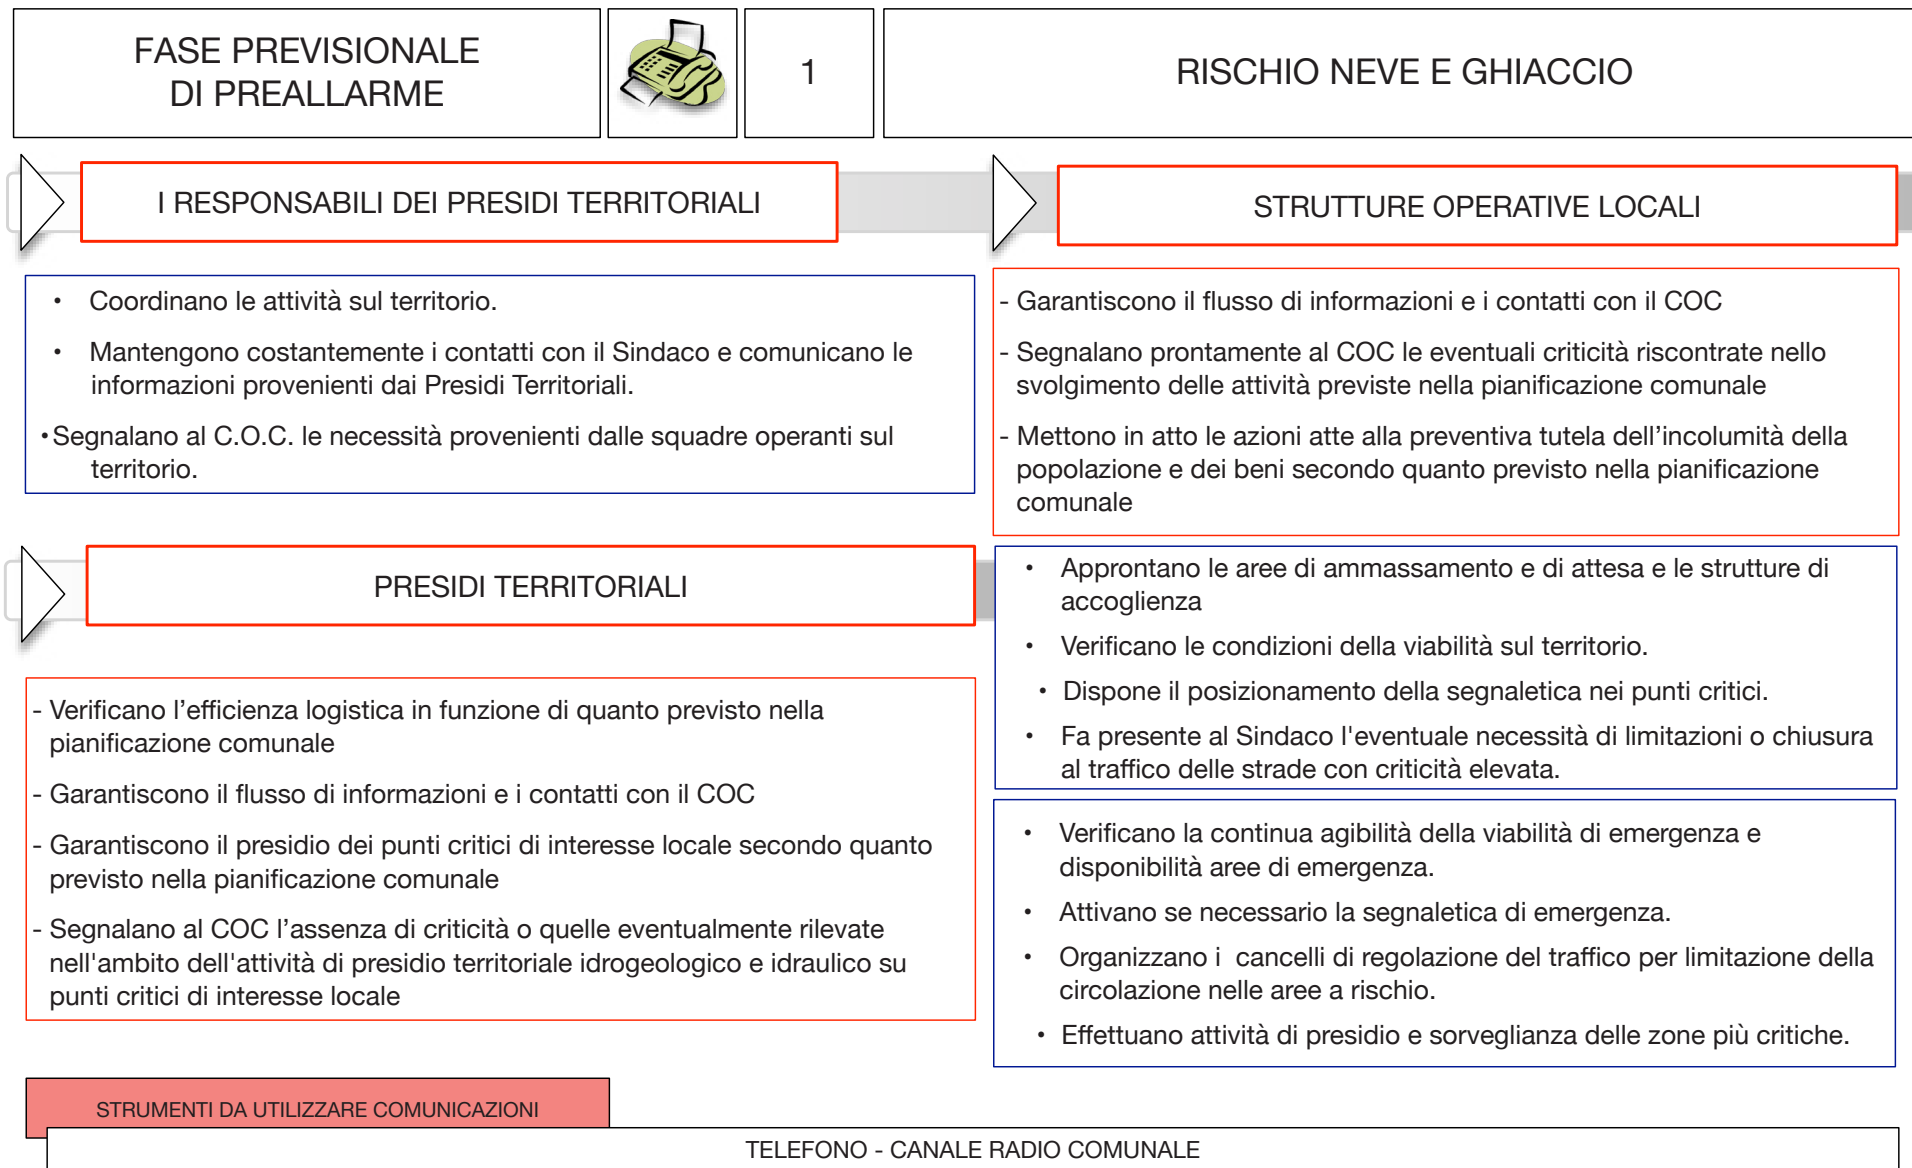 FASE PREVISIONALE
DI PREALLARME
1
RISCHIO NEVE E GHIACCIO
I RESPONSABILI DEI PRESIDI TERRITORIALI
• Coordinano le attività sul territorio.
• Mantengono costantemente i contatti con il Sindaco e comunicano le
informazioni provenienti dai Presidi Territoriali.
• Segnalano al C.O.C. le necessità provenienti dalle squadre operanti sul
territorio.
PRESIDI TERRITORIALI
- Verificano l’efficienza logistica in funzione di quanto previsto nella
pianificazione comunale
- Garantiscono il flusso di informazioni e i contatti con il COC
- Garantiscono il presidio dei punti critici di interesse locale secondo quanto
previsto nella pianificazione comunale
- Segnalano al COC l’assenza di criticità o quelle eventualmente rilevate
nell'ambito dell'attività di presidio territoriale idrogeologico e idraulico su
punti critici di interesse locale
STRUTTURE OPERATIVE LOCALI
- Garantiscono il flusso di informazioni e i contatti con il COC
- Segnalano prontamente al COC le eventuali criticità riscontrate nello
svolgimento delle attività previste nella pianificazione comunale
- Mettono in atto le azioni atte alla preventiva tutela dell’incolumità della
popolazione e dei beni secondo quanto previsto nella pianificazione
comunale
• Approntano le aree di ammassamento e di attesa e le strutture di
accoglienza
• Verificano le condizioni della viabilità sul territorio.
• Dispone il posizionamento della segnaletica nei punti critici.
• Fa presente al Sindaco l'eventuale necessità di limitazioni o chiusura
al traffico delle strade con criticità elevata.
• Verificano la continua agibilità della viabilità di emergenza e
disponibilità aree di emergenza.
• Attivano se necessario la segnaletica di emergenza.
• Organizzano i cancelli di regolazione del traffico per limitazione della
circolazione nelle aree a rischio.
• Effettuano attività di presidio e sorveglianza delle zone più critiche.
STRUMENTI DA UTILIZZARE COMUNICAZIONI
TELEFONO - CANALE RADIO COMUNALE